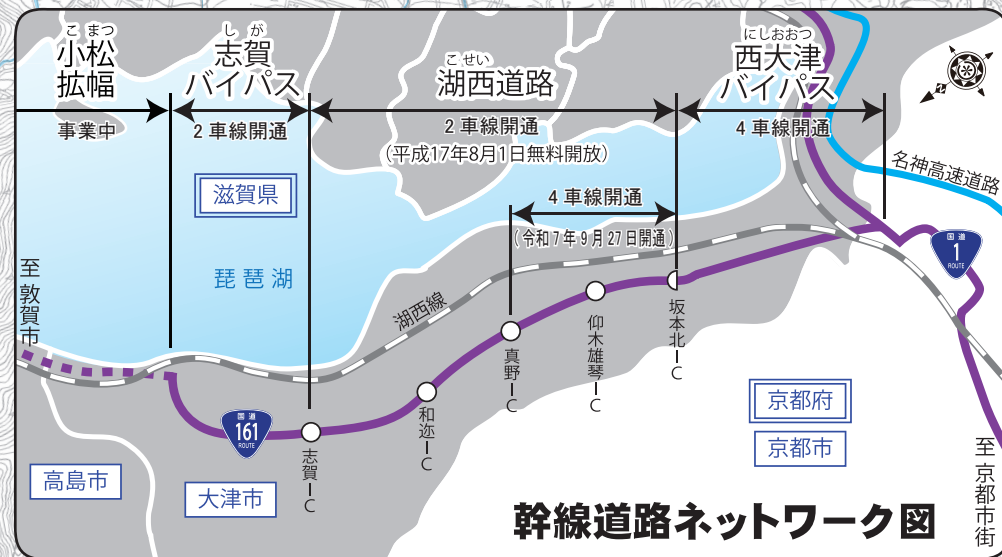 こまつ
小松
拡幅
事業中
しが
志賀
バイパス
2車線開通
こせい
湖西道路
2車線開通
(平成17年8月1日無料開放)
にしおおつ
西大津
バイパス
4車線開通
4車線開通
(令和7年9月27日開通)
名神高速道路
滋賀県
琵琶湖
至敦賀市
湖西線
国道
1
ROUTE
坂本北IC
仰木雄琴IC
真野IC
和迩IC
志賀IC
国道
161
ROUTE
高島市
大津市
京都府
京都市
至京都市街
幹線道路ネットワーク図